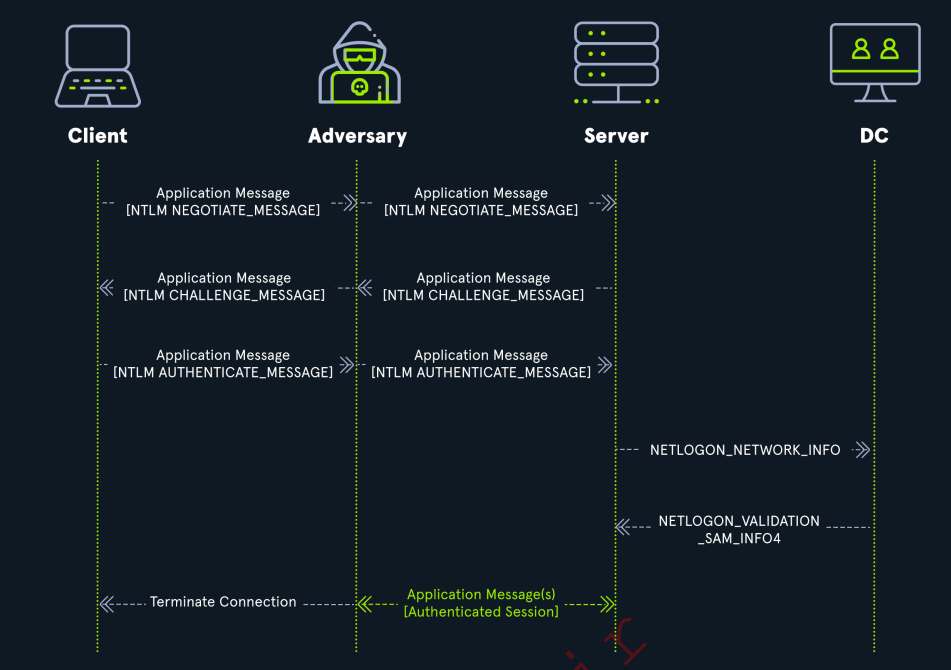 Client
Adversary
Server
DC
Application Message
[NTLM NEGOTIATE_MESSAGE]
Application Message
[NTLM NEGOTIATE_MESSAGE]
Application Message
[NTLM CHALLENGE_MESSAGE]
Application Message
[NTLM CHALLENGE_MESSAGE]
Application Message
[NTLM AUTHENTICATE_MESSAGE]
Application Message
[NTLM AUTHENTICATE_MESSAGE]
NETLOGON_NETWORK_INFO
NETLOGON_VALIDATION
_SAM_INFO4
Terminate Connection
Application Message(s)
[Authenticated Session]